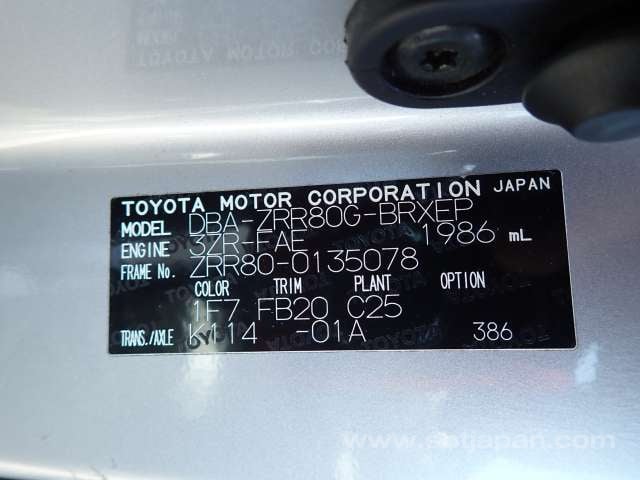 TOYOTA MOTOR CORPORATION JAPAN
MODEL DBA-ZRR80G-BRXEP
ENGINE 3ZR-FAE 1986 mL
FRAME No. ZRR80-0135078
COLOR TRIM PLANT OPTION
1F7 FB20 C25
TRANS./AXLE K114 -01A 386
www.sbtjapan.com